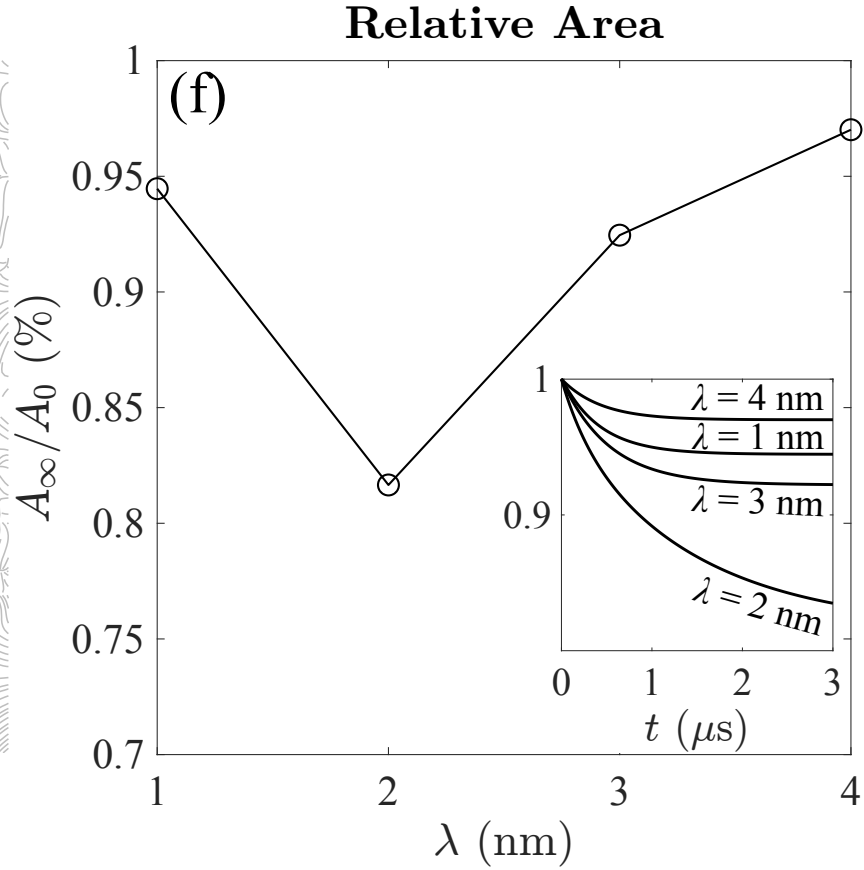 Relative Area
(f)
1
0.95
0.9
0.85
0.8
0.75
0.7
A∞/A0 (%)
1 2 3 4
λ (nm)
1
0.9
λ = 4 nm
λ = 1 nm
λ = 3 nm
λ = 2 nm
0 1 2 3
t (μs)